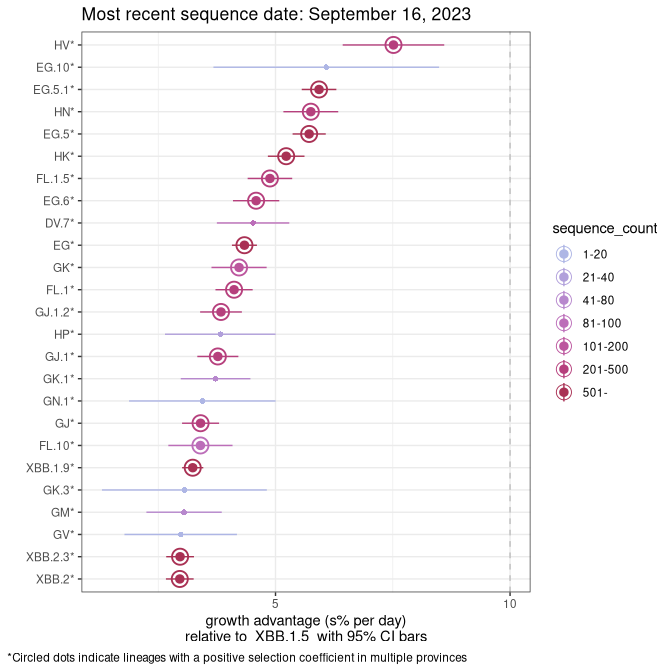 Most recent sequence date: September 16, 2023
HV*
EG.10*
EG.5.1*
HN*
EG.5*
HK*
FL.1.5*
EG.6*
DV.7*
EG*
GK*
FL.1*
GJ.1.2*
HP*
GJ.1*
GK.1*
GN.1*
GJ*
FL.10*
XBB.1.9*
GK.3*
GM*
GV*
XBB.2.3*
XBB.2*
5 10
growth advantage (s% per day)
relative to XBB.1.5 with 95% CI bars
sequence_count
1-20
21-40
41-80
81-100
101-200
201-500
501-
*Circled dots indicate lineages with a positive selection coefficient in multiple provinces